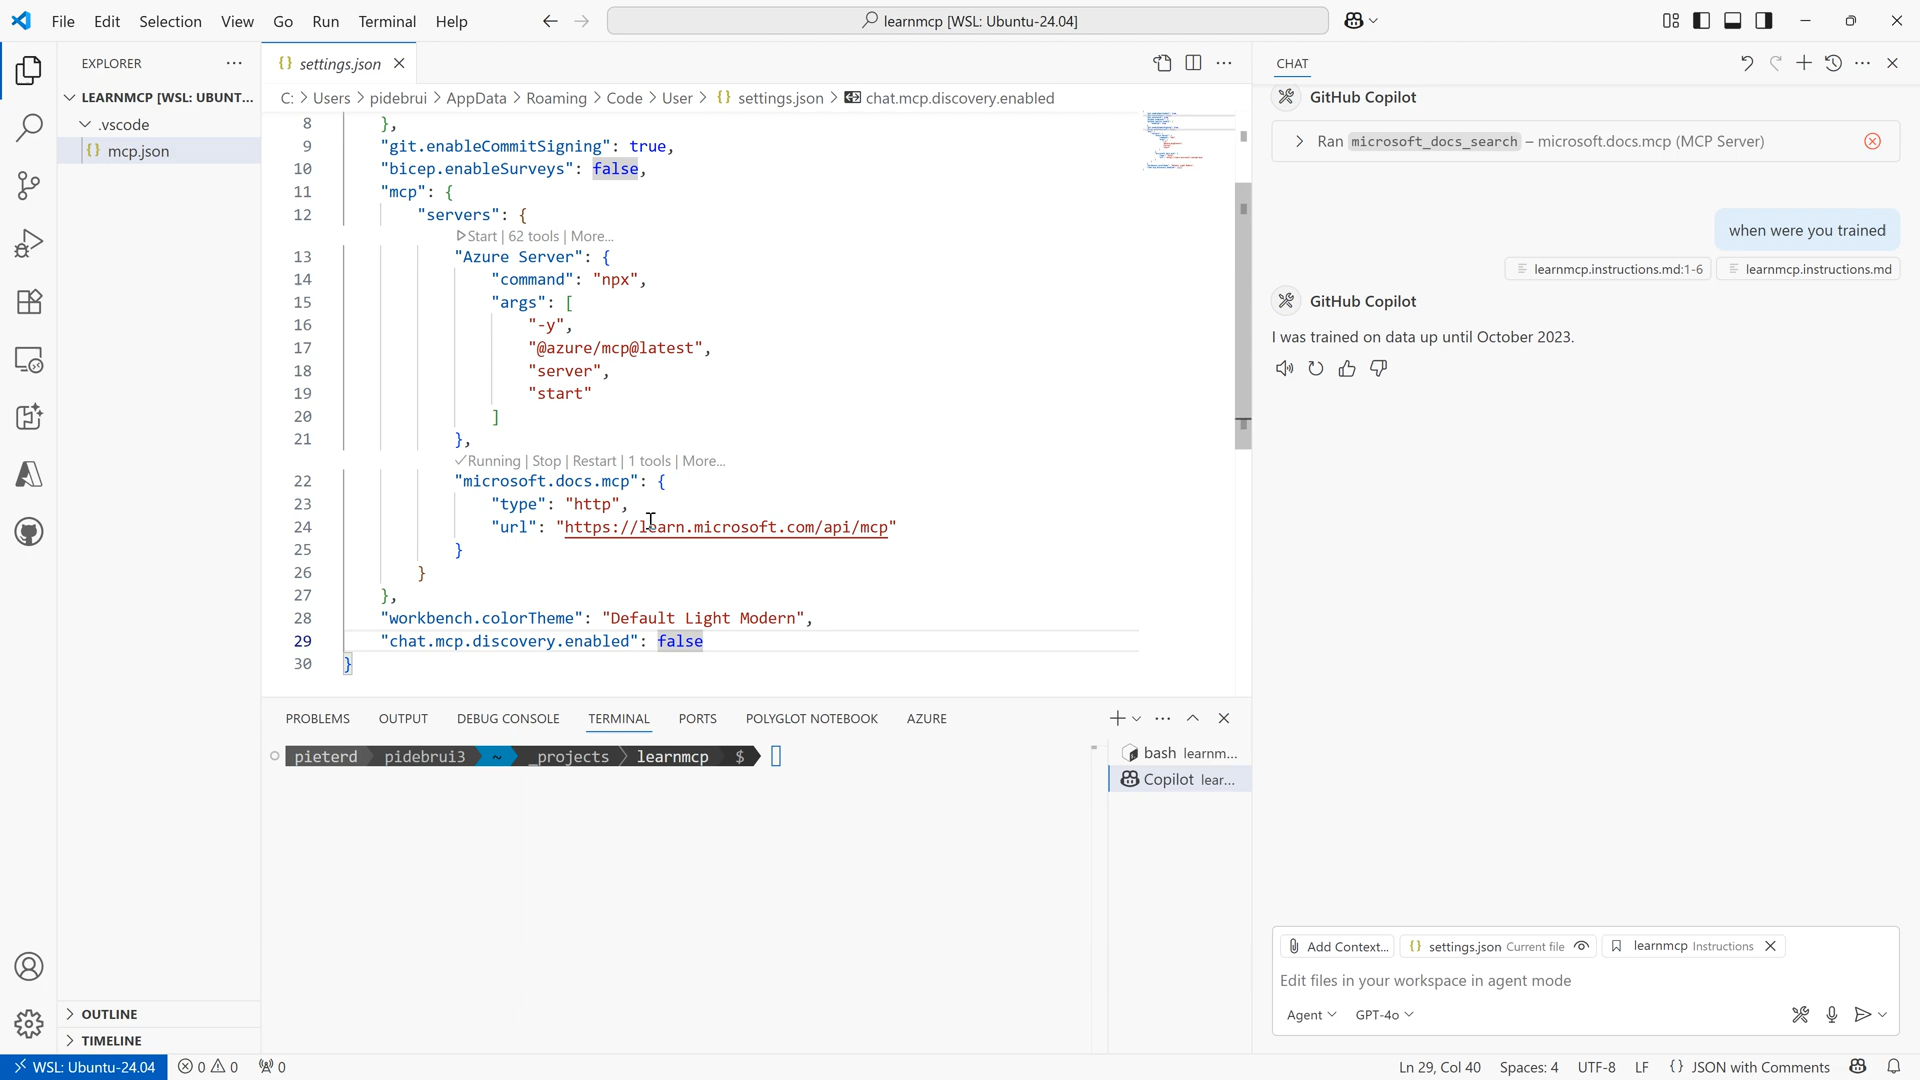 File Edit Selection View Go Run Terminal Help
learnmcp [WSL: Ubuntu-24.04]
EXPLORER
LEARNMCP [WSL: UBUNT...
.vscode
{} mcp.json
OUTLINE
TIMELINE
{} settings.json
C: > Users > pidebrui > AppData > Roaming > Code > User > {} settings.json > chat.mcp.discovery.enabled
8 },
9 "git.enableCommitSigning": true,
10 "bicep.enableSurveys": false,
11 "mcp": {
12 "servers": {
Start | 62 tools | More...
13 "Azure Server": {
14 "command": "npx",
15 "args": [
16 "-y",
17 "@azure/mcp@latest",
18 "server",
19 "start"
20 ]
21 },
✓Running | Stop | Restart | 1 tools | More...
22 "microsoft.docs.mcp": {
23 "type": "http",
24 "url": "https://learn.microsoft.com/api/mcp"
25 }
26 }
27 },
28 "workbench.colorTheme": "Default Light Modern",
29 "chat.mcp.discovery.enabled": false
30 }
PROBLEMS OUTPUT DEBUG CONSOLE TERMINAL PORTS POLYGLOT NOTEBOOK AZURE
pieterd pidebrui3 ~ _projects learnmcp $
bash learnm...
Copilot lear...
CHAT
GitHub Copilot
Ran microsoft_docs_search – microsoft.docs.mcp (MCP Server)
when were you trained
learnmcp.instructions.md:1-6 learnmcp.instructions.md
GitHub Copilot
I was trained on data up until October 2023.
Add Context... {} settings.json Current file learnmcp Instructions
Edit files in your workspace in agent mode
Agent GPT-4o
WSL: Ubuntu-24.04 0 0 0 Ln 29, Col 40 Spaces: 4 UTF-8 LF {} JSON with Comments